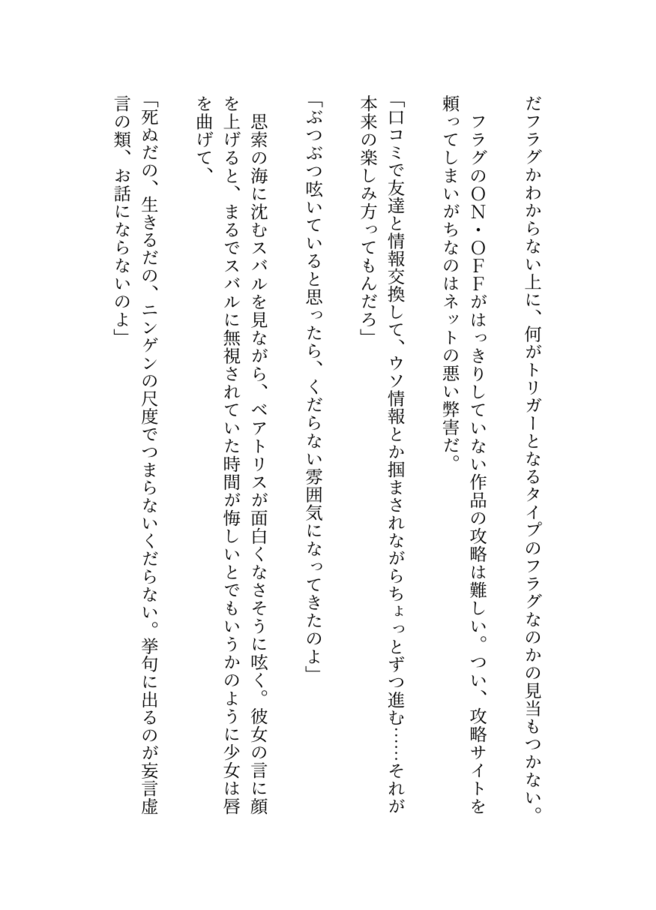 だフラグかわからない上に、何がトリガーとなるタイプのフラグなのかの見当もつかない。
フラグのＯＮ・ＯＦＦがはっきりしていない作品の攻略は難しい。つい、攻略サイトを
頼ってしまいがちなのはネットの悪い弊害だ。
「口コミで友達と情報交換して、ウソ情報とか掴まされながらちょっとずつ進む……それが
本来の楽しみ方ってもんだろ」
「ぶつぶつ呟いていると思ったら、くだらない雰囲気になってきたのよ」
思索の海に沈むスバルを見ながら、ベアトリスが面白くなさそうに呟く。彼女の言に顔
を上げると、まるでスバルに無視されていた時間が悔しいとでもいうかのように少女は唇
を曲げて、
「死ぬだの、生きるだの、ニンゲンの尺度でつまらないくだらない。挙句に出るのが妄言虚
言の類、お話にならないのよ」